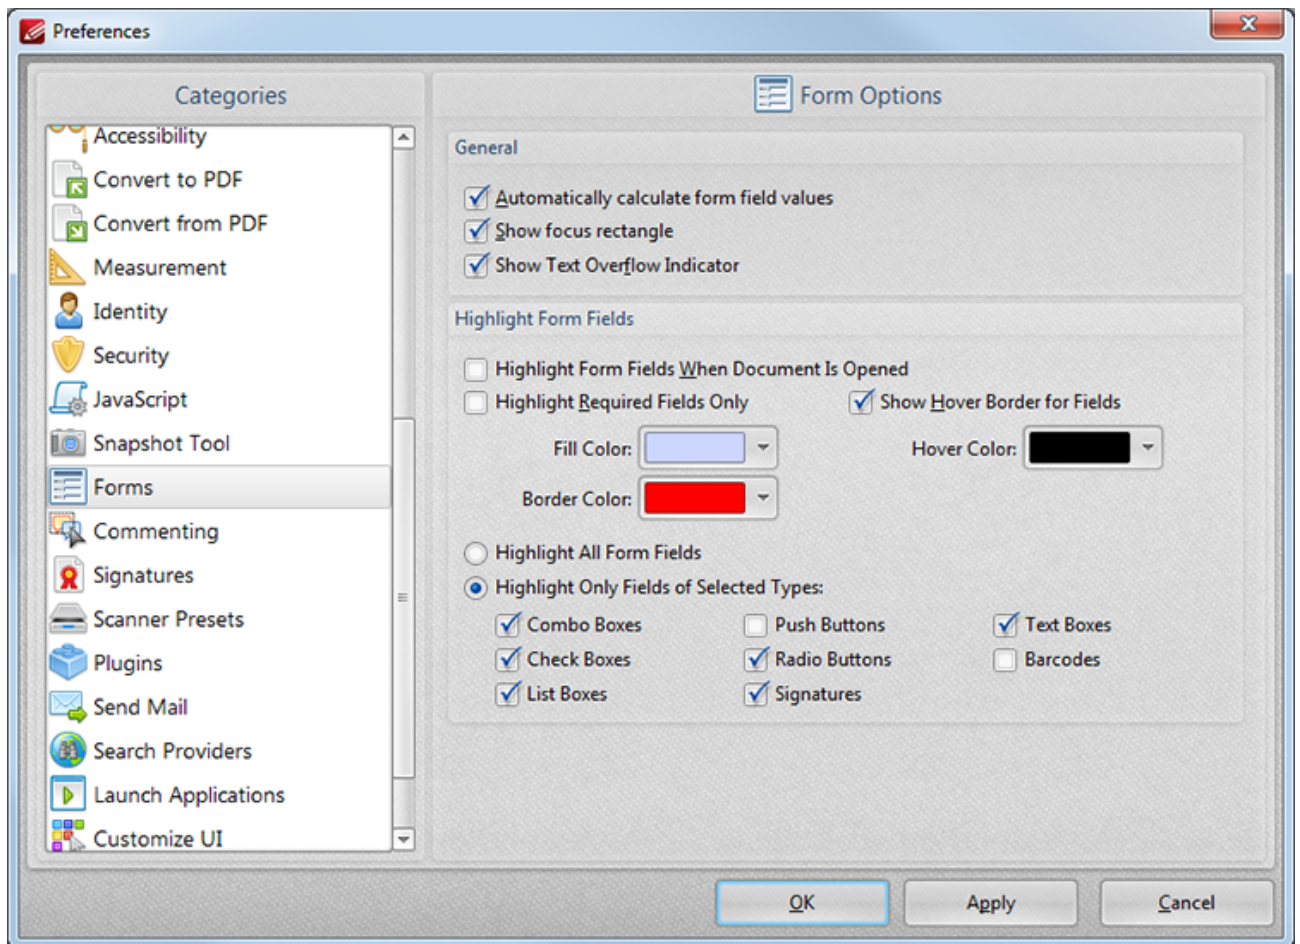 Preferences
Categories
Accessibility
Convert to PDF
Convert from PDF
Measurement
Identity
Security
JavaScript
Snapshot Tool
Forms
Commenting
Signatures
Scanner Presets
Plugins
Send Mail
Search Providers
Launch Applications
Customize UI
Form Options
General
Automatically calculate form field values
Show focus rectangle
Show Text Overflow Indicator
Highlight Form Fields
Highlight Form Fields When Document Is Opened
Highlight Required Fields Only Show Hover Border for Fields
Fill Color: Hover Color:
Border Color:
Highlight All Form Fields
Highlight Only Fields of Selected Types:
Combo Boxes Push Buttons Text Boxes
Check Boxes Radio Buttons Barcodes
List Boxes Signatures
OK Apply Cancel